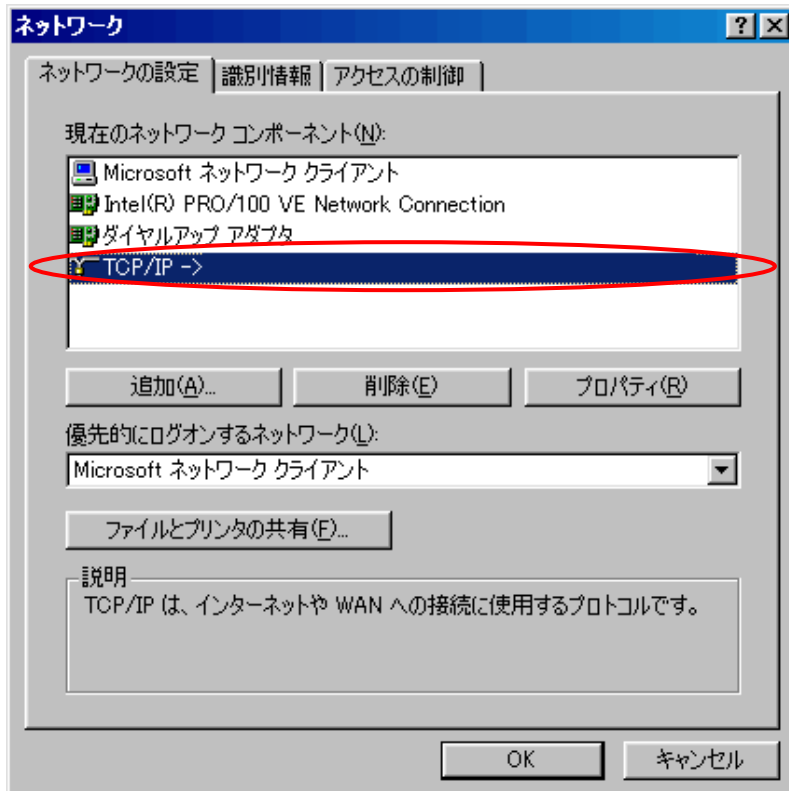 ネットワーク
ネットワークの設定 識別情報 アクセスの制御
現在のネットワーク コンポーネント(N):
Microsoft ネットワーク クライアント
Intel(R) PRO/100 VE Network Connection
ダイヤルアップ アダプタ
TCP/IP ->
追加(A)... 削除(E) プロパティ(R)
優先的にログオンするネットワーク(L):
Microsoft ネットワーク クライアント
ファイルとプリンタの共有(F)...
説明
TCP/IP は、インターネットや WAN への接続に使用するプロトコルです。
OK キャンセル